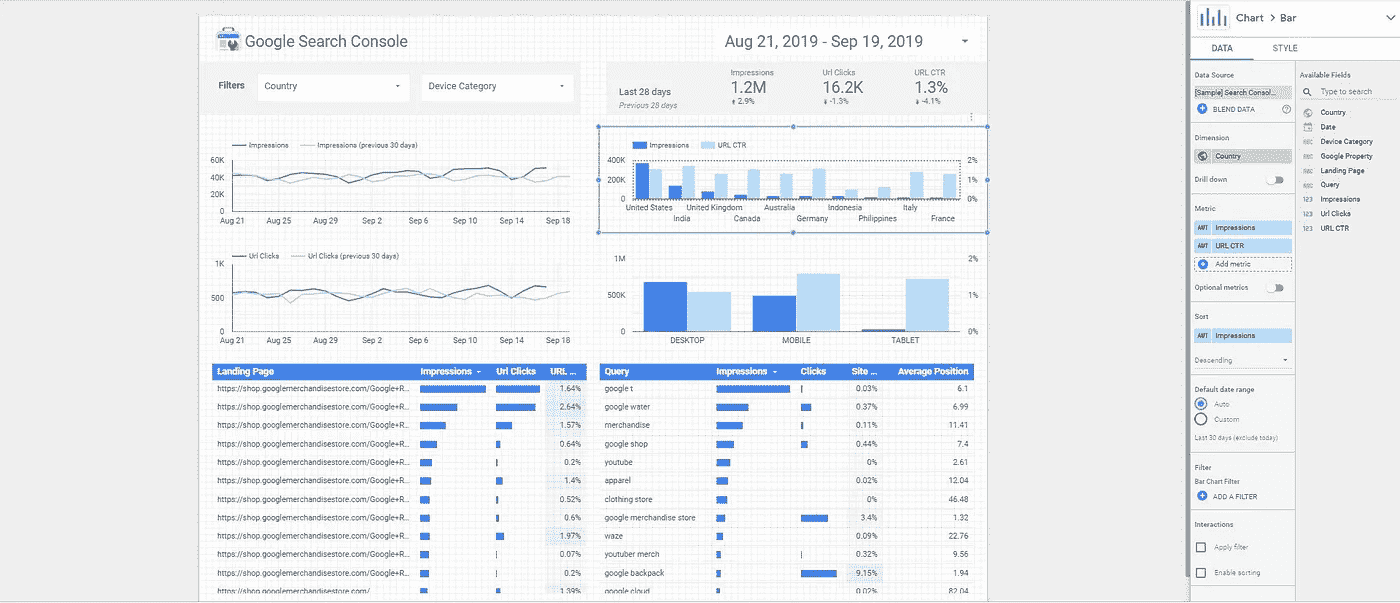 Google Search Console
Aug 21, 2019 - Sep 19, 2019
Filters
Country
Device Category
Last 28 days
Previous 28 days
Impressions
1.2M
2.9%
Url Clicks
16.2K
-1.3%
URL CTR
1.3%
-4.1%
Impressions Impressions (previous 30 days)
60K
40K
20K
0
Aug 21 Aug 25 Aug 29 Sep 2 Sep 6 Sep 10 Sep 14 Sep 18
Impressions URL CTR
400K 2%
200K 1%
0 0%
United States United Kingdom Australia Indonesia Italy
India Canada Germany Philippines France
Url Clicks Url Clicks (previous 30 days)
1K
500
0
Aug 21 Aug 25 Aug 29 Sep 2 Sep 6 Sep 10 Sep 14 Sep 18
1M 2%
500K 1%
0 0%
DESKTOP MOBILE TABLET
Landing Page Impressions Url Clicks URL ...
https://shop.googlemerchandisestore.com/Google+R... 1.64%
https://shop.googlemerchandisestore.com/Google+R... 2.64%
https://shop.googlemerchandisestore.com/Google+R... 1.57%
https://shop.googlemerchandisestore.com/Google+R... 0.64%
https://shop.googlemerchandisestore.com/Google+R... 0.2%
https://shop.googlemerchandisestore.com/Google+R... 1.4%
https://shop.googlemerchandisestore.com/Google+R... 0.52%
https://shop.googlemerchandisestore.com/Google+R... 0.6%
https://shop.googlemerchandisestore.com/Google+R... 1.97%
https://shop.googlemerchandisestore.com/Google+R... 0.07%
https://shop.googlemerchandisestore.com/Google+R... 0.2%
https://shop.googlemerchandisestore.com/ 1.39%
Query Impressions Clicks Site ... Average Position
google t 0.03% 6.1
google water 0.37% 6.99
merchandise 0.11% 11.41
google shop 0.44% 7.4
youtube 0% 2.61
apparel 0.02% 12.04
clothing store 0% 46.48
google merchandise store 3.4% 1.32
waze 0.09% 22.76
youtuber merch 0.32% 9.56
google backpack 9.15% 1.94
google cloud 0.02% 82.04
Chart > Bar
DATA STYLE
Data Source
[Sample] Search Consol...
BLEND DATA
Dimension
Country
Drill down
Metric
AUT Impressions
AUT URL CTR
Add metric
Optional metrics
Sort
AUT Impressions
Descending
Default date range
Auto
Custom
Last 30 days (exclude today)
Filter
Bar Chart Filter
ADD A FILTER
Interactions
Apply filter
Enable sorting
Available Fields
Type to search
Country
Date
ABC Device Category
ABC Google Property
ABC Landing Page
ABC Query
123 Impressions
123 Url Clicks
123 URL CTR